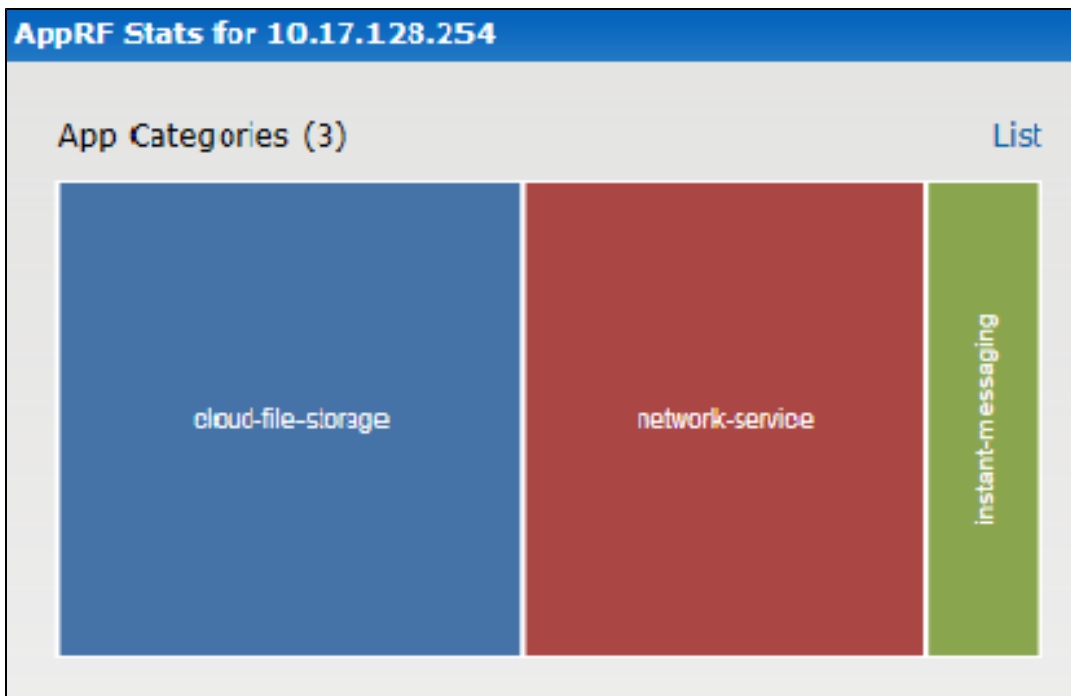 AppRF Stats for 10.17.128.254
App Categories (3)
List
cloud-file-storage
network-service
instant-messaging